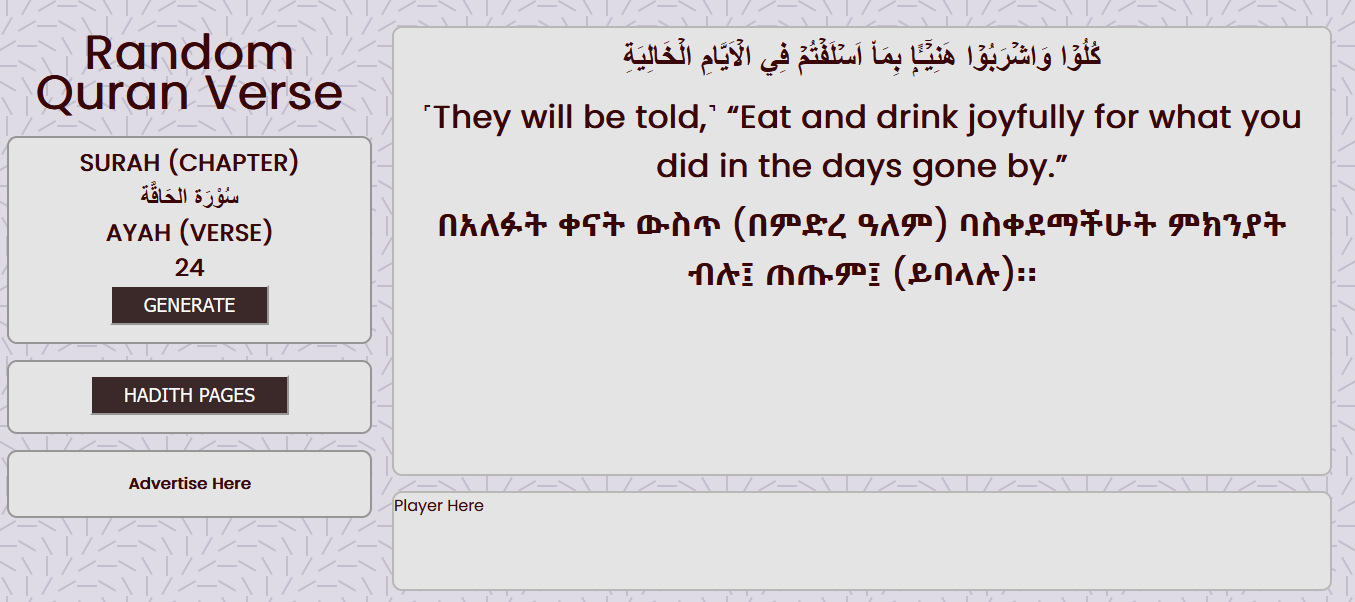 Random
Quran Verse
SURAH (CHAPTER)
سُوْرَة الحَاقَّة
AYAH (VERSE)
24
GENERATE
HADITH PAGES
Advertise Here
كُلُوْا وَاشْرَبُوْا هَنِيْۤـًٔاۢ بِمَاۤ اَسْلَفْتُمْ فِي الْاَيَّامِ الْخَالِيَةِ
˹They will be told,˺ “Eat and drink joyfully for what you
did in the days gone by.”
በአለፉት ቀናት ውስጥ (በምድረ ዓለም) ባስቀደማችሁት ምክንያት
ብሉ፤ ጠጡም፤ (ይባላሉ)፡፡
Player Here